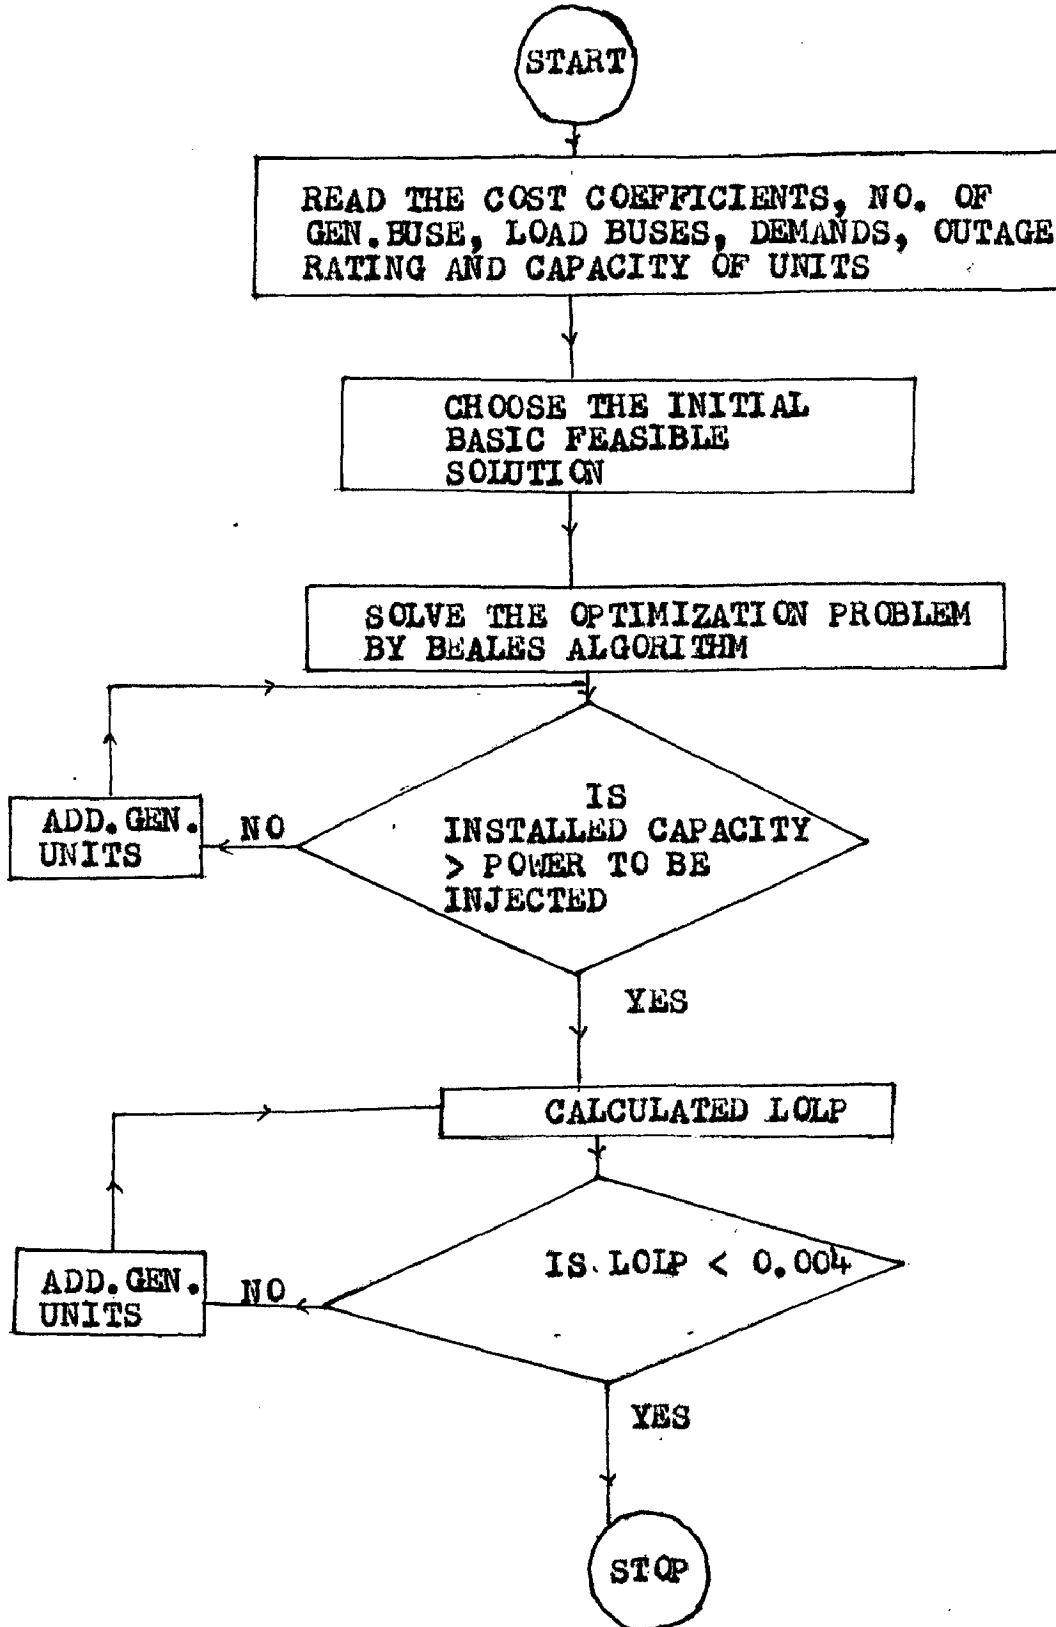 START
READ THE COST COEFFICIENTS, NO. OF
GEN.BUSE, LOAD BUSES, DEMANDS, OUTAGE
RATING AND CAPACITY OF UNITS
CHOOSE THE INITIAL
BASIC FEASIBLE
SOLUTION
SOLVE THE OPTIMIZATION PROBLEM
BY BEALES ALGORITHM
IS
INSTALLED CAPACITY
> POWER TO BE
INJECTED
NO
ADD.GEN.
UNITS
YES
CALCULATED LOLP
IS LOLP < 0.004
NO
ADD.GEN.
UNITS
YES
STOP